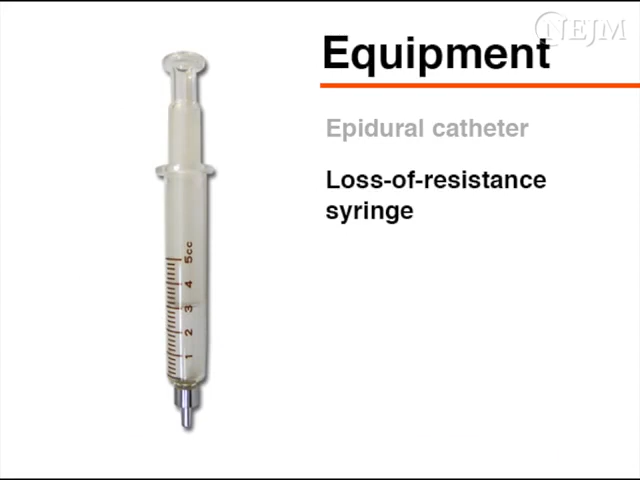 NEJM
Equipment
Epidural catheter
Loss-of-resistance
syringe
5cc
4
3
2
1